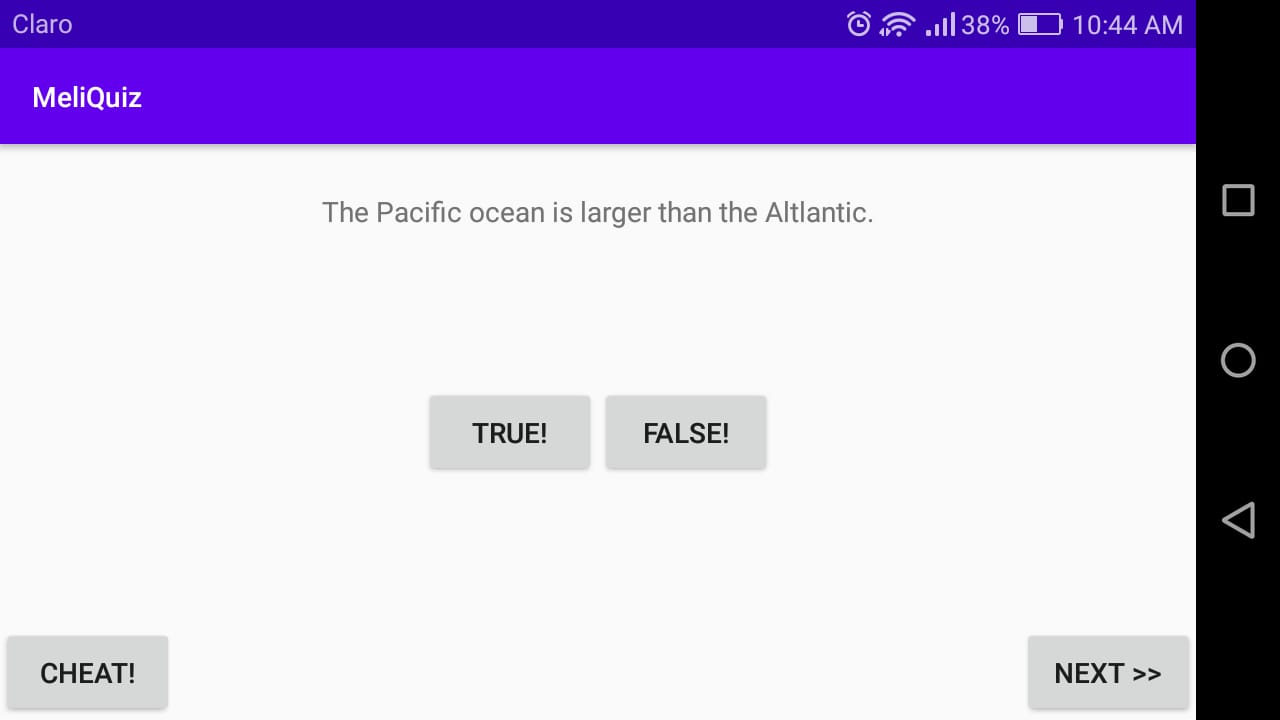 Claro 38% 10:44 AM
MeliQuiz
The Pacific ocean is larger than the Altlantic.
TRUE! FALSE!
CHEAT! NEXT >>